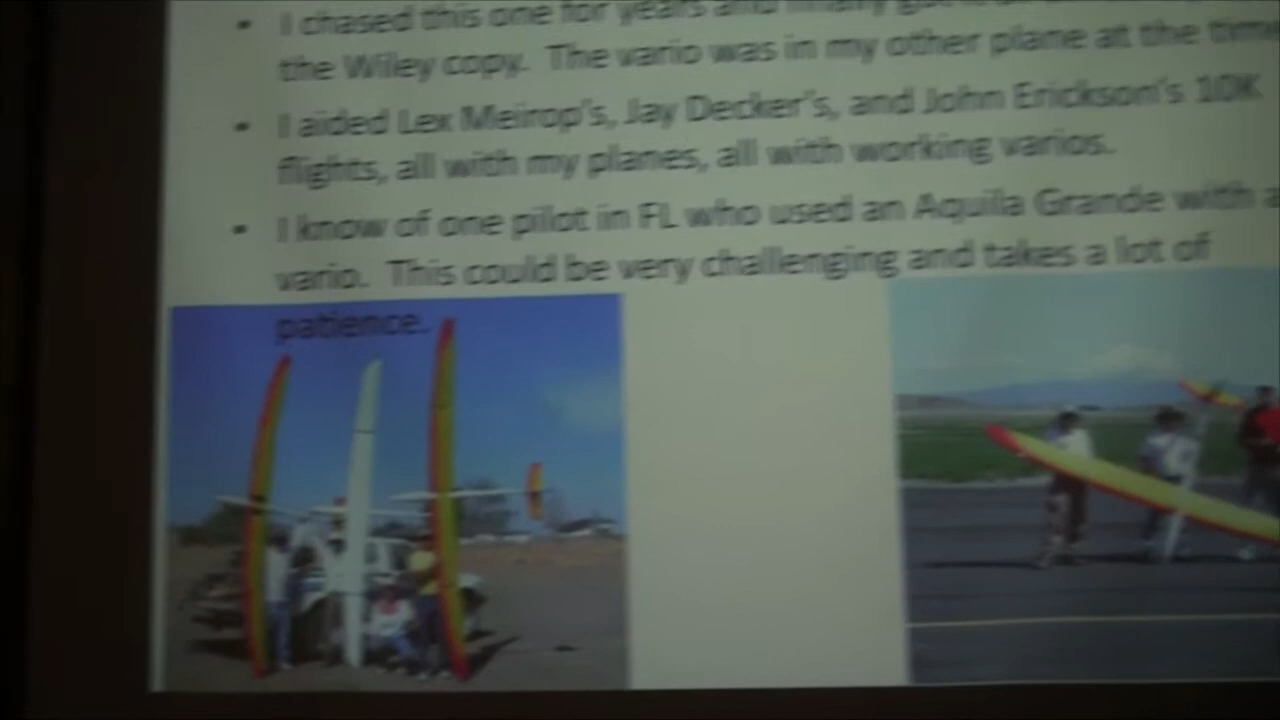 • I chased this one for years and finally got
the Wiley copy. The vario was in my other plane at the time
• I aided Lex Meirop's, Jay Decker's, and John Erickson's 10K
flights, all with my planes, all with working varios.
• I know of one pilot in FL who used an Aquila Grande with a
vario. This could be very challenging and takes a lot of
patience.